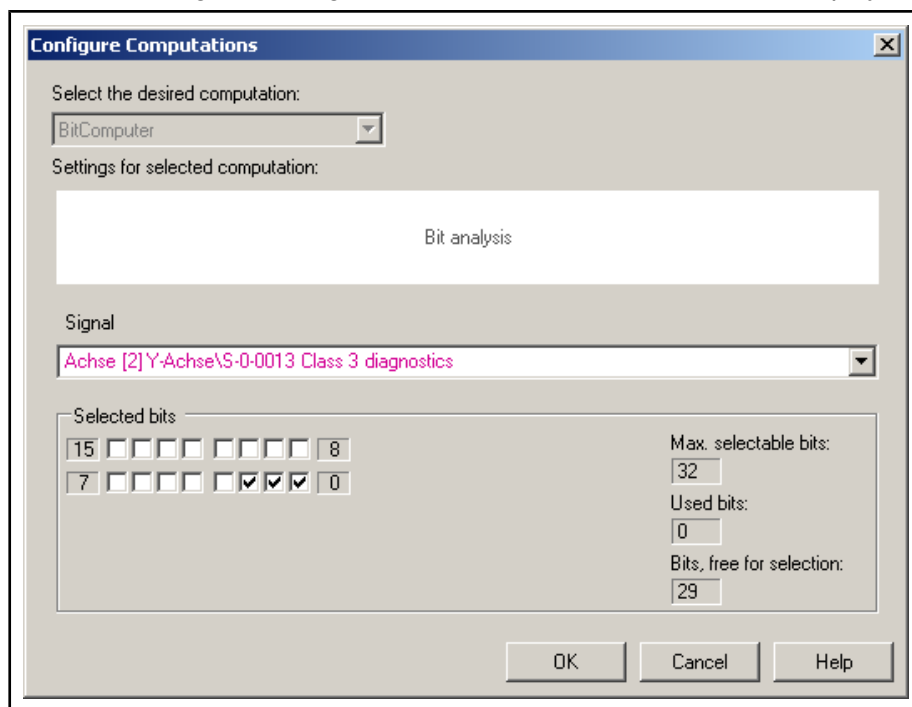 Configure Computations
Select the desired computation:
BitComputer
Settings for selected computation:
Bit analysis
Signal
Achse [2] Y-Achse\S-0-0013 Class 3 diagnostics
Selected bits
15 8
7 0
Max. selectable bits:
32
Used bits:
0
Bits, free for selection:
29
OK Cancel Help